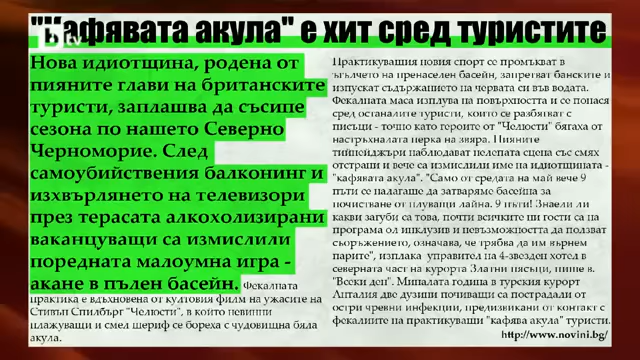 "Кафявата акула" е хит сред туристите
bTV
Нова идиотщина, родена от
пияните глави на британските
туристи, заплашва да съсипе
сезона по нашето Северно
Черноморие. След
самоубийствения балконинг и
изхвърлянето на телевизори
през терасата алкохолизирани
ваканцуващи са измислили
поредната малоумна игра -
акане в пълен басейн. Фекалната
практика е вдъхновена от култовия филм на ужасите на
Стивън Спилбърг "Челюсти", в който невинни
плажуващи и смел шериф се бореха с чудовищна бяла
акула.
Практикуващия новия спорт се промъкват в
ъгълчето на пренаселен басейн, запретват банските и
изпускат съдържанието на червата си във водата.
Фекалната маса изплува на повърхността и се понася
сред останалите туристи, които се разбягват с
писъци - точно като героите от "Челюсти" бягаха от
настръхналата перка на звяра. Пияните
тийнейджъри наблюдават нелепата сцена със смях
отстрани и вече са измислили име на идиотщината -
"кафявата акула". "Само от средата на май вече 9
пъти се налагаше да затваряме басейна за
почистване от плуващи лайна. 9 пъти! Знаели ли
какви загуби са това, почти всичките ни гости са на
програма ол инклузив и невъзможността да ползват
съоръжението, означава, че трябва да им върнем
парите", изплака управител на 4-звезден хотел в
северната част на курорта Златни пясъци, пише в.
"Всеки ден". Миналата година в турския курорт
Анталия две дузини почиващи са пострадали от
остри чревни инфекции, предизвикани от контакт с
фекалиите на практикуващи "кафява акула" туристи.
http://www.novini.bg/